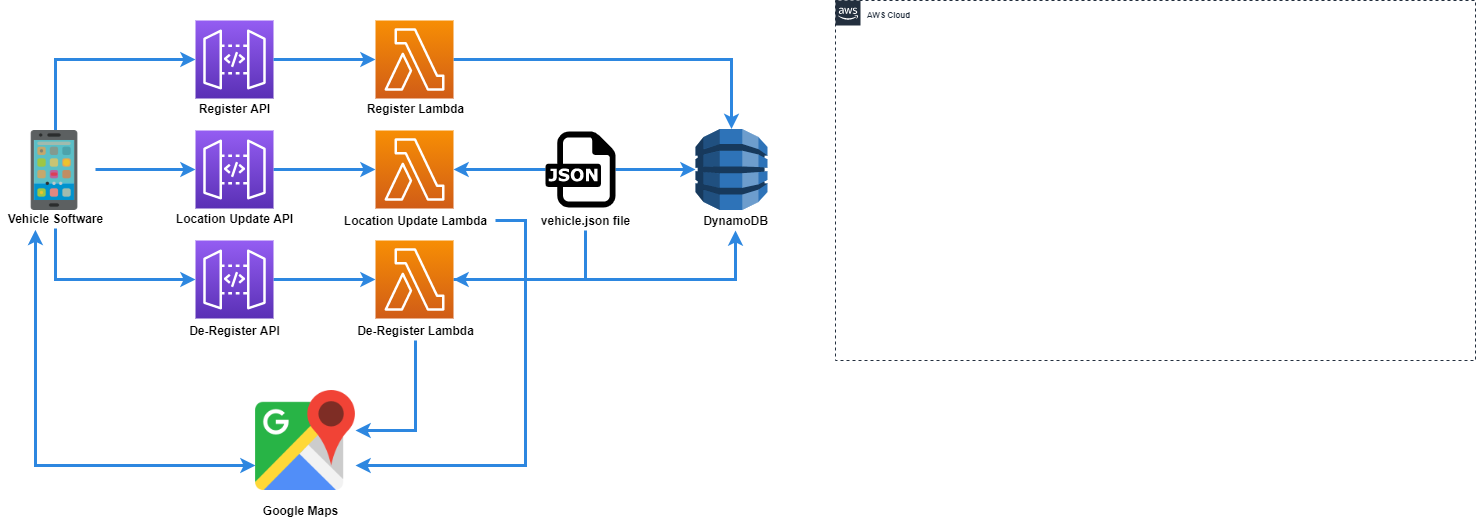 aws
AWS Cloud
</>
Register API
Register Lambda
</>
JSON
Vehicle Software
Location Update API
Location Update Lambda
vehicle.json file
DynamoDB
</>
De-Register API
De-Register Lambda
G
Google Maps